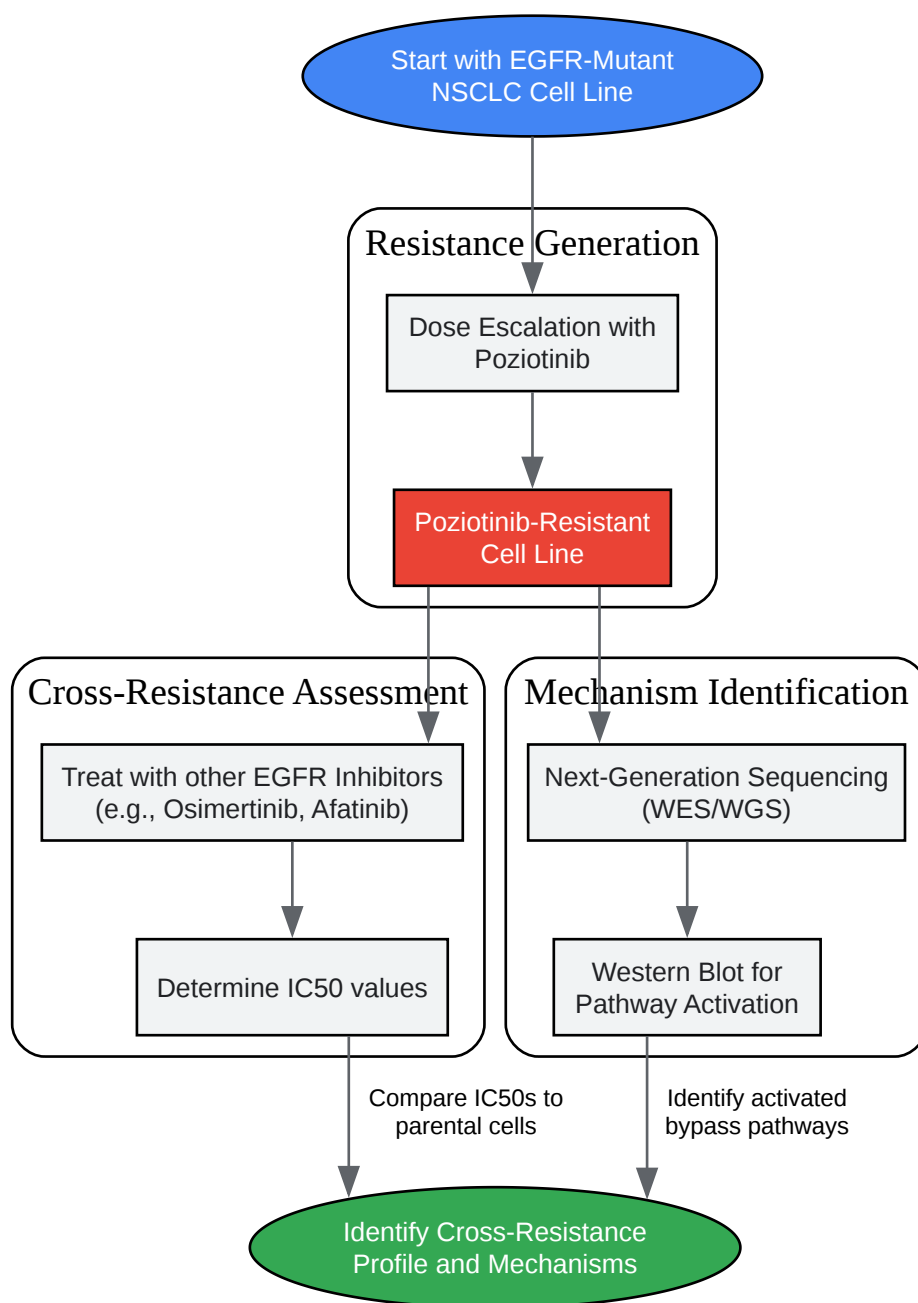 Start with EGFR-Mutant
NSCLC Cell Line
Resistance Generation
Dose Escalation with
Poziotinib
Poziotinib-Resistant
Cell Line
Cross-Resistance Assessment
Treat with other EGFR Inhibitors
(e.g., Osimertinib, Afatinib)
Determine IC50 values
Mechanism Identification
Next-Generation Sequencing
(WES/WGS)
Western Blot for
Pathway Activation
Compare IC50s to
parental cells
Identify activated
bypass pathways
Identify Cross-Resistance
Profile and Mechanisms